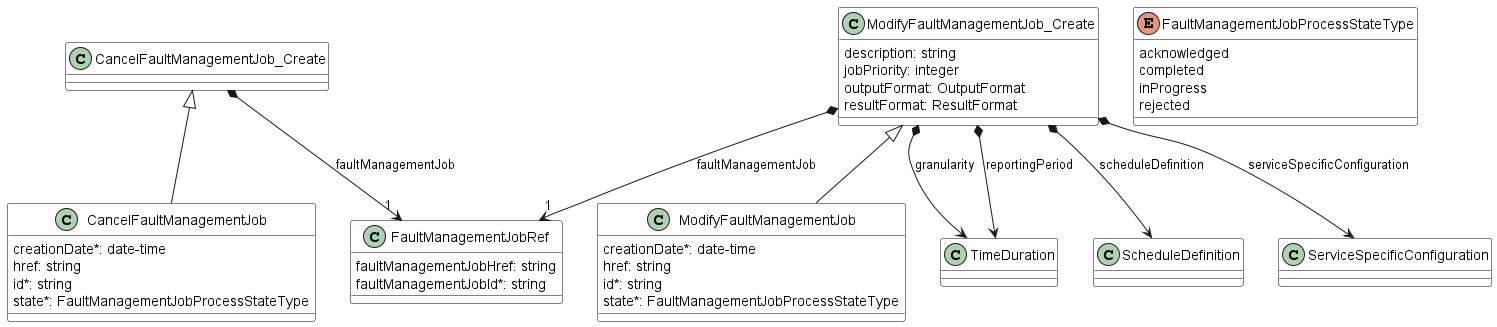 C CancelFaultManagementJob_Create
C ModifyFaultManagementJob_Create
description: string
jobPriority: integer
outputFormat: OutputFormat
resultFormat: ResultFormat
E FaultManagementJobProcessStateType
acknowledged
completed
inProgress
rejected
faultManagementJob
1
faultManagementJob
1
granularity
reportingPeriod
scheduleDefinition
serviceSpecificConfiguration
C CancelFaultManagementJob
creationDate*: date-time
href: string
id*: string
state*: FaultManagementJobProcessStateType
C FaultManagementJobRef
faultManagementJobHref: string
faultManagementJobId*: string
C ModifyFaultManagementJob
creationDate*: date-time
href: string
id*: string
state*: FaultManagementJobProcessStateType
C TimeDuration
C ScheduleDefinition
C ServiceSpecificConfiguration